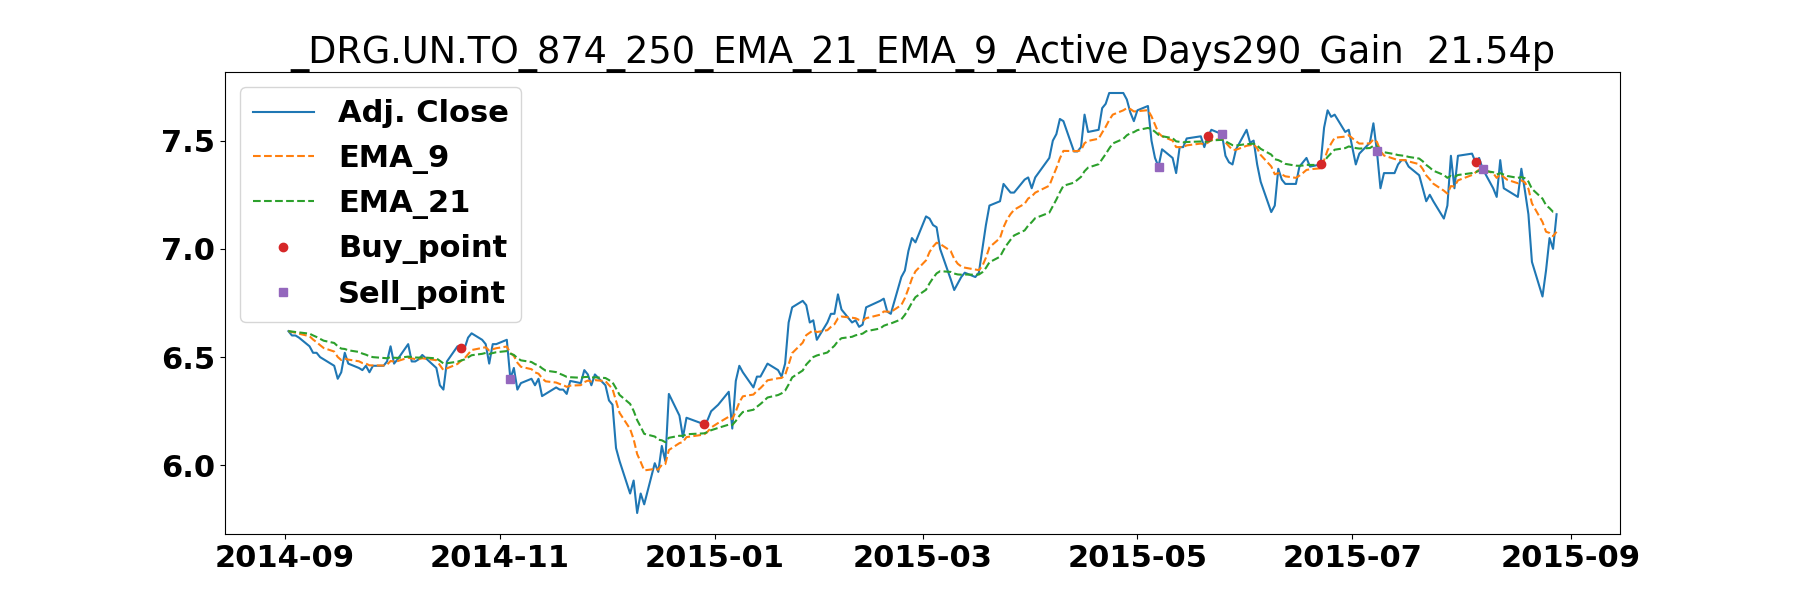 _DRG.UN.TO_874_250_EMA_21_EMA_9_Active Days290_Gain  21.54p
Adj. Close
EMA_9
EMA_21
Buy_point
Sell_point
7.5
7.0
6.5
6.0
2014-09 2014-11 2015-01 2015-03 2015-05 2015-07 2015-09